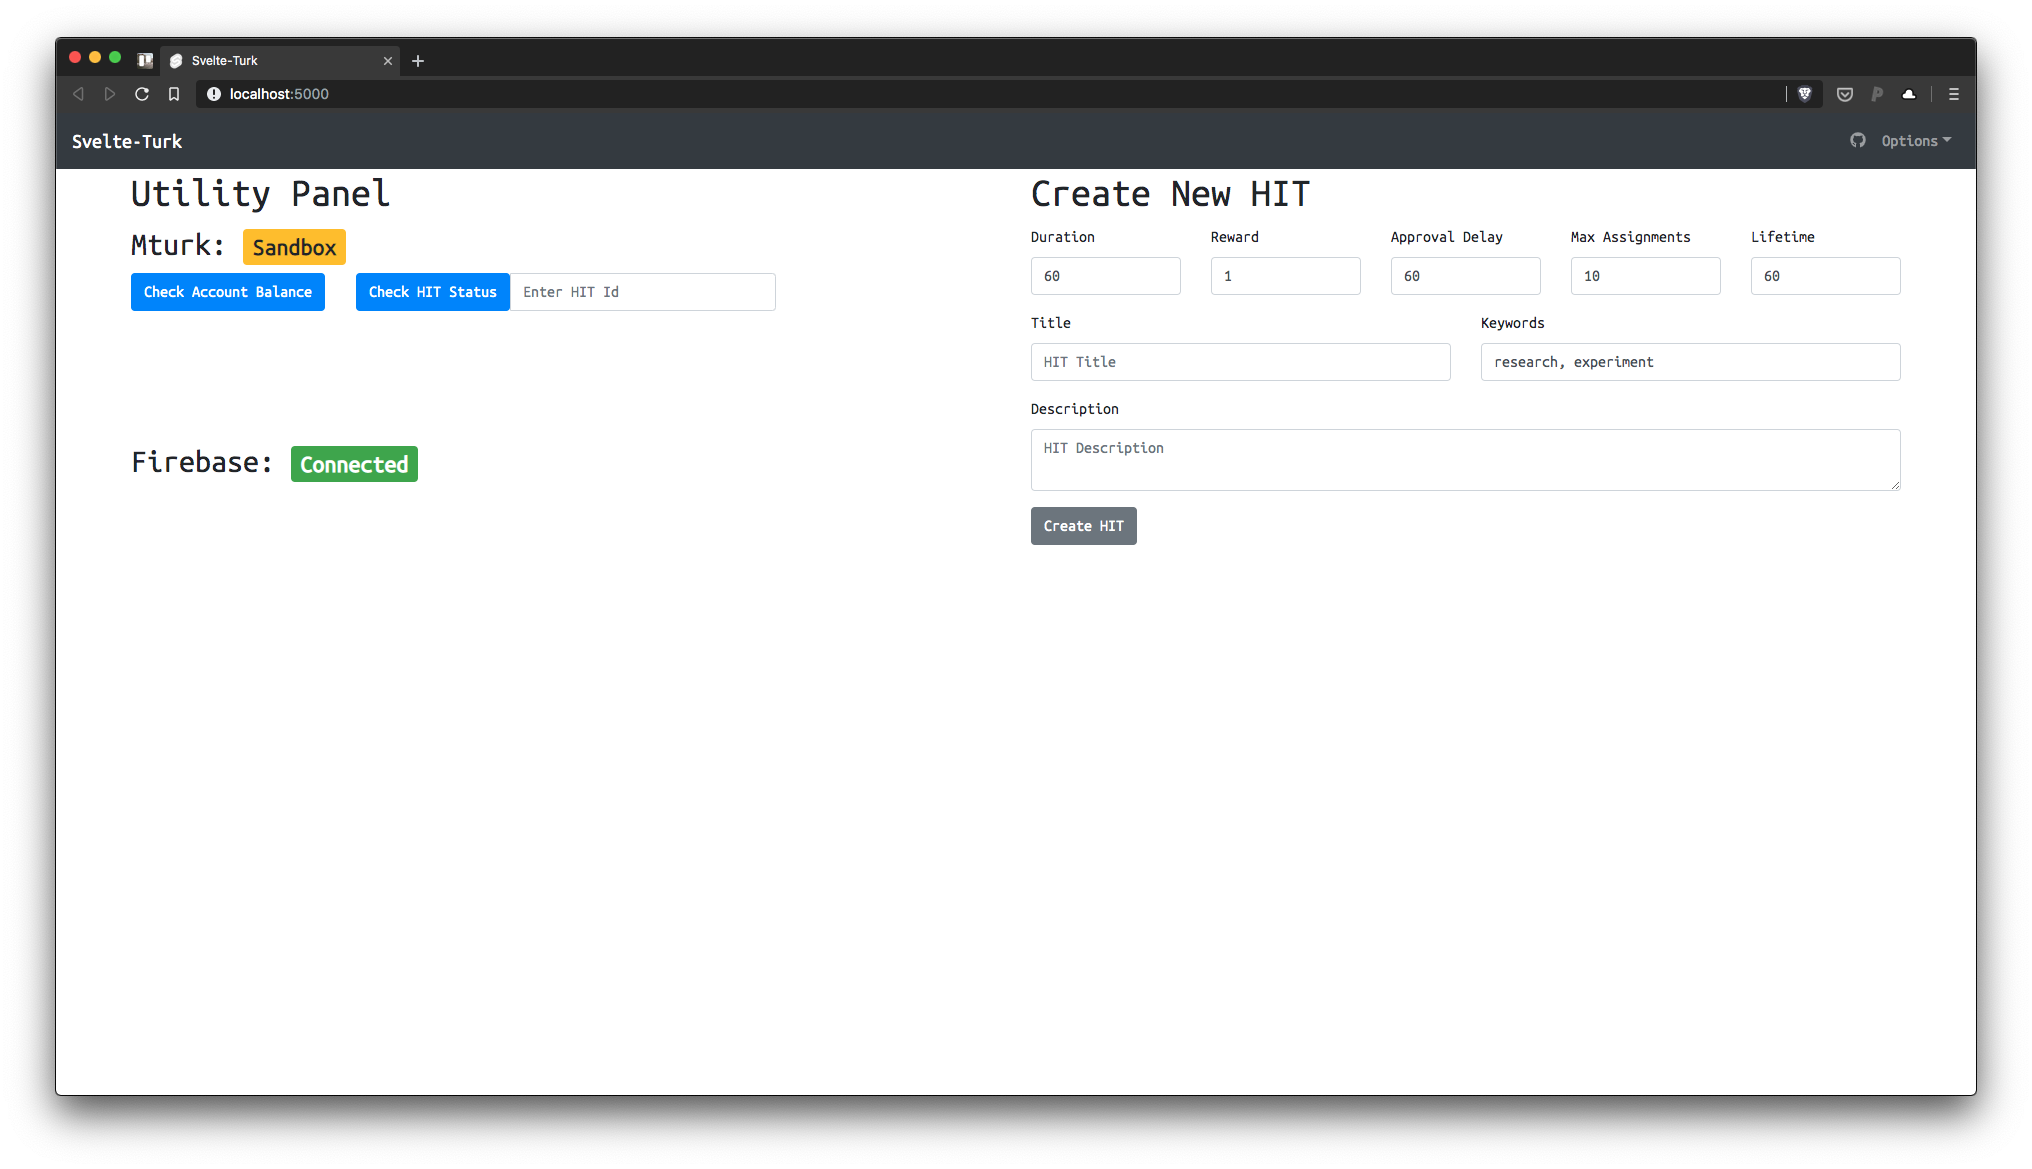 Svelte-Turk
localhost:5000
Svelte-Turk
Options
Utility Panel
Mturk: Sandbox
Check Account Balance
Check HIT Status
Enter HIT Id
Firebase: Connected
Create New HIT
Duration
Reward
Approval Delay
Max Assignments
Lifetime
60
1
60
10
60
Title
Keywords
HIT Title
research, experiment
Description
HIT Description
Create HIT